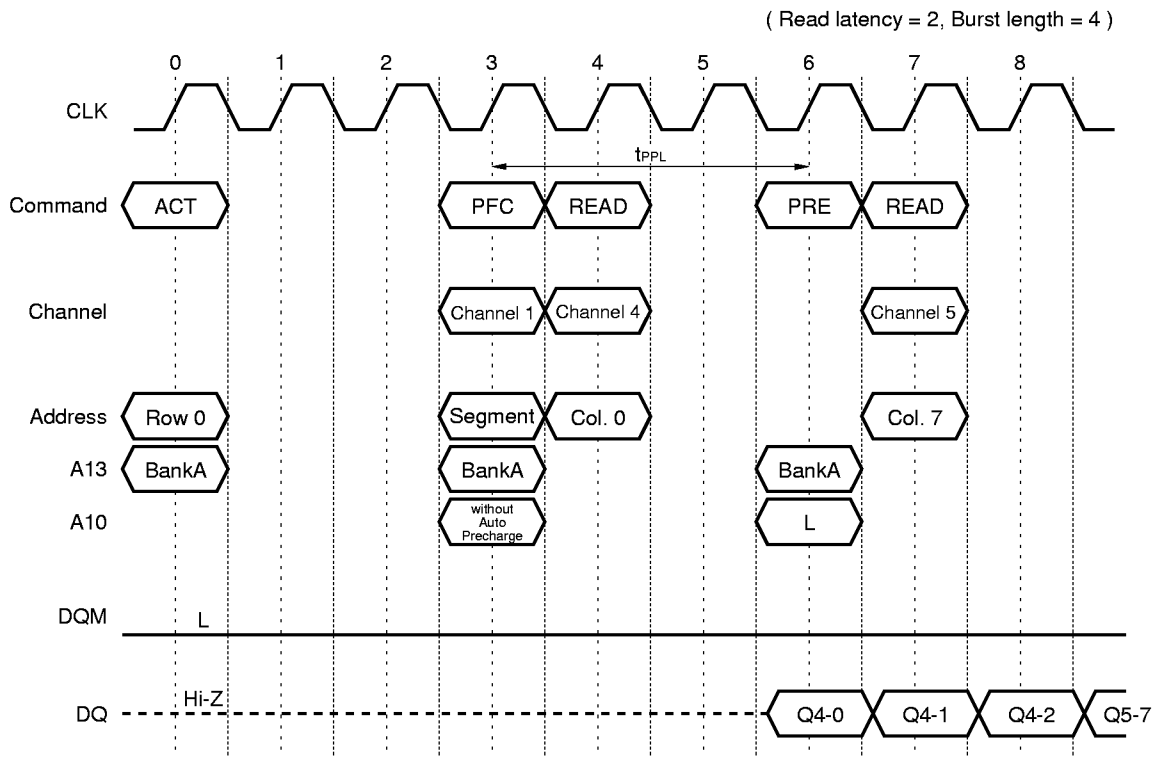 ( Read latency = 2, Burst length = 4 )
0 1 2 3 4 5 6 7 8
CLK
tPPL
Command ACT PFC READ PRE READ
Channel Channel 1 Channel 4 Channel 5
Address Row 0 Segment Col. 0 Col. 7
A13 BankA BankA BankA
A10 without Auto Precharge L
DQM L
Hi-Z
DQ Q4-0 Q4-1 Q4-2 Q5-7